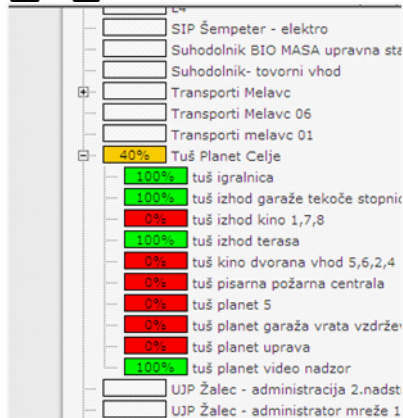 L4
SIP Šempeter - elektro
Suhodolnik BIO MASA upravna sta
Suhodolnik- tovorni vhod
Transporti Melavc
Transporti Melavc 06
Transporti melavc 01
40% Tuš Planet Celje
100% tuš igralnica
100% tuš izhod garaže tekoče stopnic
0% tuš izhod kino 1,7,8
100% tuš izhod terasa
0% tuš kino dvorana vhod 5,6,2,4
0% tuš pisarna požarna centrala
0% tuš planet 5
0% tuš planet garaža vrata vzdržev
0% tuš planet uprava
100% tuš planet video nadzor
UJP Žalec - administracija 2.nadst
UJP Žalec - administrator mreže 1